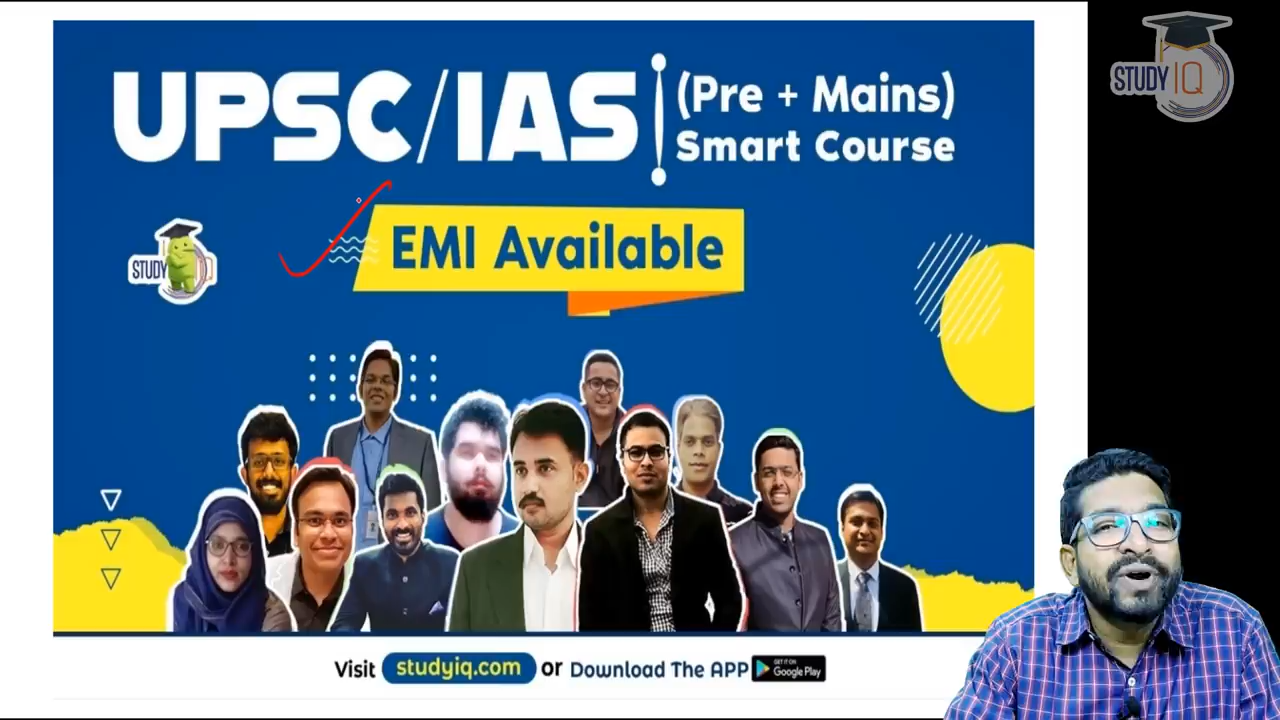 UPSC/IAS
(Pre + Mains)
Smart Course
STUDY IQ
EMI Available
STUDY
Visit studyiq.com or Download The APP
GET IT ON
Google Play